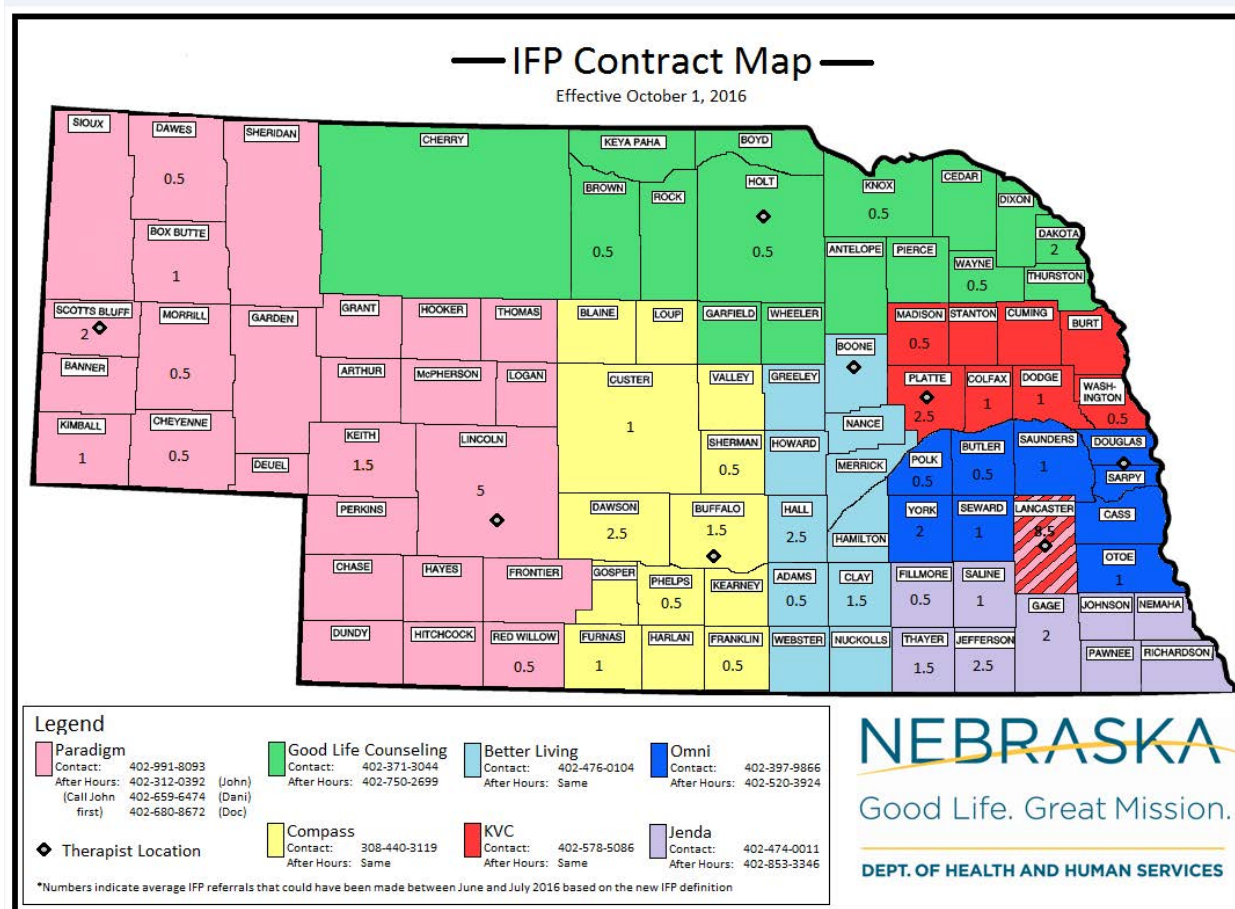 IFP Contract Map
Effective October 1, 2016
SIOUX
DAWES
SHERIDAN
CHERRY
KEYA PAHA
BOYD
0.5
BROWN
ROCK
HOLT
KNOX
CEDAR
DIXON
0.5
BOX BUTTE
ANTELOPE
PIERCE
DAKOTA
2
1
0.5
0.5
WAYNE
0.5
THURSTON
SCOTTS BLUFF
2
MORRILL
GARDEN
GRANT
HOOKER
THOMAS
BLAINE
LOUP
GARFIELD
WHEELER
MADISON
STANTON
CUMING
BURT
BOONE
0.5
BANNER
0.5
ARTHUR
McPHERSON
LOGAN
CUSTER
VALLEY
GREELEY
PLATTE
COLFAX
DODGE
WASH-
INGTON
KIMBALL
CHEYENNE
1
2.5
1
1
0.5
1
0.5
KEITH
LINCOLN
SHERMAN
HOWARD
NANCE
BUTLER
SAUNDERS
DOUGLAS
DEUEL
1.5
0.5
MERRICK
POLK
0.5
1
SARPY
0.5
5
PERKINS
DAWSON
BUFFALO
HALL
YORK
SEWARD
LANCASTER
CASS
2.5
1.5
2.5
HAMILTON
2
1
8.5
CHASE
HAYES
FRONTIER
GOSPER
PHELPS
KEARNEY
ADAMS
CLAY
FILLMORE
SALINE
OTOE
1
0.5
0.5
1.5
0.5
1
GAGE
JOHNSON
NEMAHA
DUNDY
HITCHCOCK
RED WILLOW
FURNAS
HARLAN
FRANKLIN
WEBSTER
NUCKOLLS
THAYER
JEFFERSON
2
PAWNEE
RICHARDSON
0.5
1
0.5
1.5
2.5
Legend
Paradigm
Contact: 402-991-8093
After Hours: 402-312-0392 (John)
(Call John 402-659-6474 (Dani)
first) 402-680-8672 (Doc)
Therapist Location
Good Life Counseling
Contact: 402-371-3044
After Hours: 402-750-2699
Compass
Contact: 308-440-3119
After Hours: Same
Better Living
Contact: 402-476-0104
After Hours: Same
KVC
Contact: 402-578-5086
After Hours: Same
Omni
Contact: 402-397-9866
After Hours: 402-520-3924
Jenda
Contact: 402-474-0011
After Hours: 402-853-3346
*Numbers indicate average IFP referrals that could have been made between June and July 2016 based on the new IFP definition
NEBRASKA
Good Life. Great Mission.
DEPT. OF HEALTH AND HUMAN SERVICES